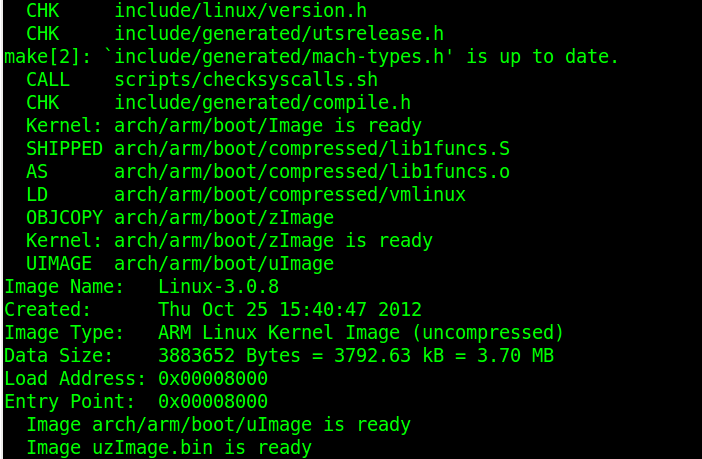 CHK     include/linux/version.h
CHK     include/generated/utsrelease.h
make[2]: `include/generated/mach-types.h' is up to date.
CALL    scripts/checksyscalls.sh
CHK     include/generated/compile.h
Kernel: arch/arm/boot/Image is ready
SHIPPED arch/arm/boot/compressed/lib1funcs.S
AS      arch/arm/boot/compressed/lib1funcs.o
LD      arch/arm/boot/compressed/vmlinux
OBJCOPY arch/arm/boot/zImage
Kernel: arch/arm/boot/zImage is ready
UIMAGE  arch/arm/boot/uImage
Image Name:   Linux-3.0.8
Created:      Thu Oct 25 15:40:47 2012
Image Type:   ARM Linux Kernel Image (uncompressed)
Data Size:    3883652 Bytes = 3792.63 kB = 3.70 MB
Load Address: 0x00008000
Entry Point:  0x00008000
Image arch/arm/boot/uImage is ready
Image uzImage.bin is ready